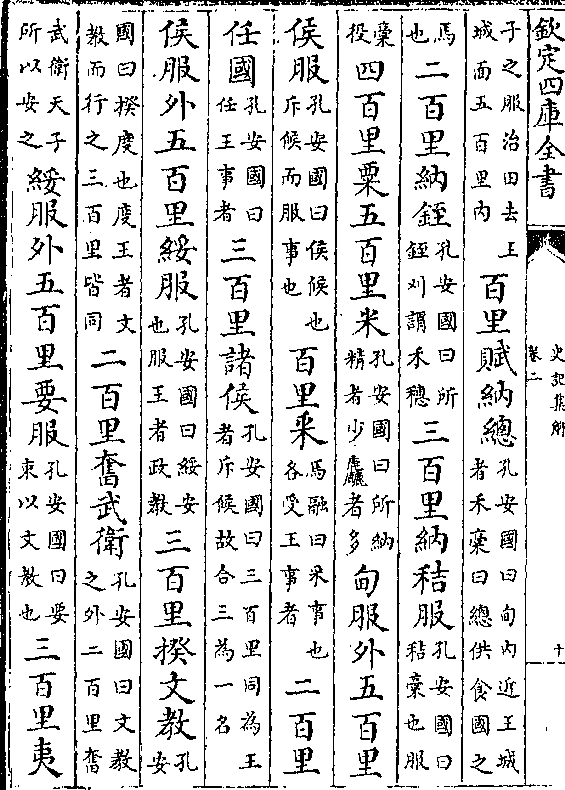 欽定四庫全書 史記集解 卷二 十
子之服治田去王城面五百里内百里賦納總孔安國曰甸内近王城者禾稾曰總供食國之
馬也二百里納銍孔安國曰所銍刈謂禾穗三百里納秸服孔安國曰秸稾也服
稾役四百里粟五百里米孔安國曰所納精者少麤者多甸服外五百里
侯服孔安國曰侯候也斥候而服事也百里采馬融曰采事也各受王事者二百里
任國孔安國曰任王事者三百里諸侯孔安國曰三百里同為王者斥候故合三為一名
侯服外五百里綏服孔安國曰綏安也服王者政教三百里揆文教孔安
國曰揆度也度王者文教而行之三百里皆同二百里奮武衛孔安國曰文教之外二百里奮
武衛天子所以安之綏服外五百里要服孔安國曰要束以文教也三百里夷